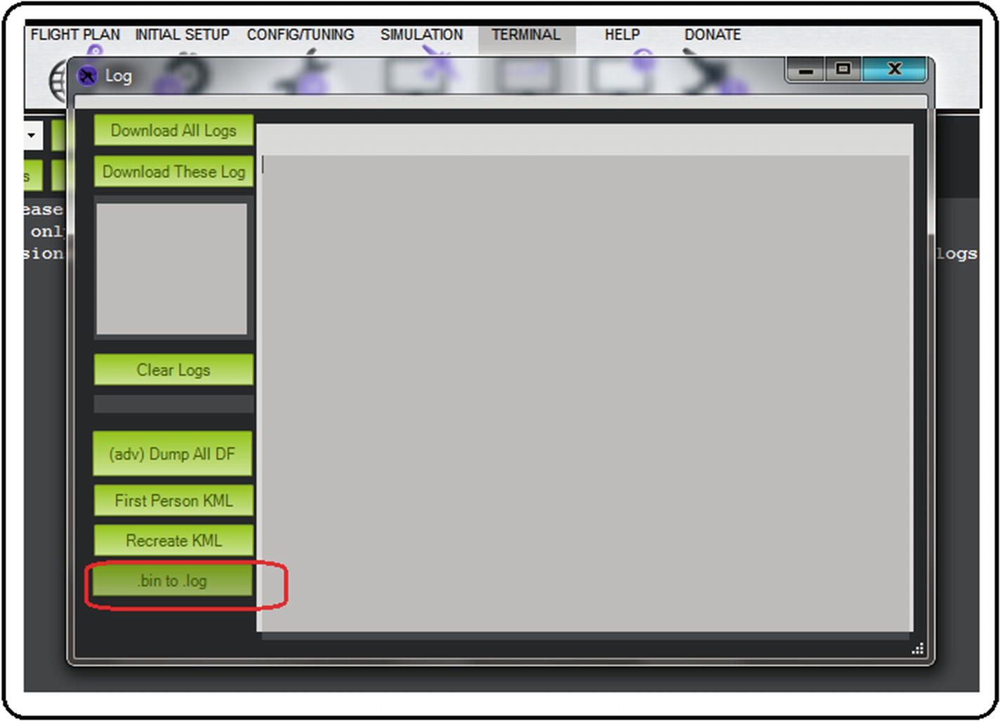 FLIGHT PLAN INITIAL SETUP CONFIG/TUNING SIMULATION TERMINAL HELP DONATE
Log
Download All Logs
Download These Log
s
ease
only
sion
logs
Clear Logs
(adv) Dump All DF
First Person KML
Recreate KML
.bin to .log